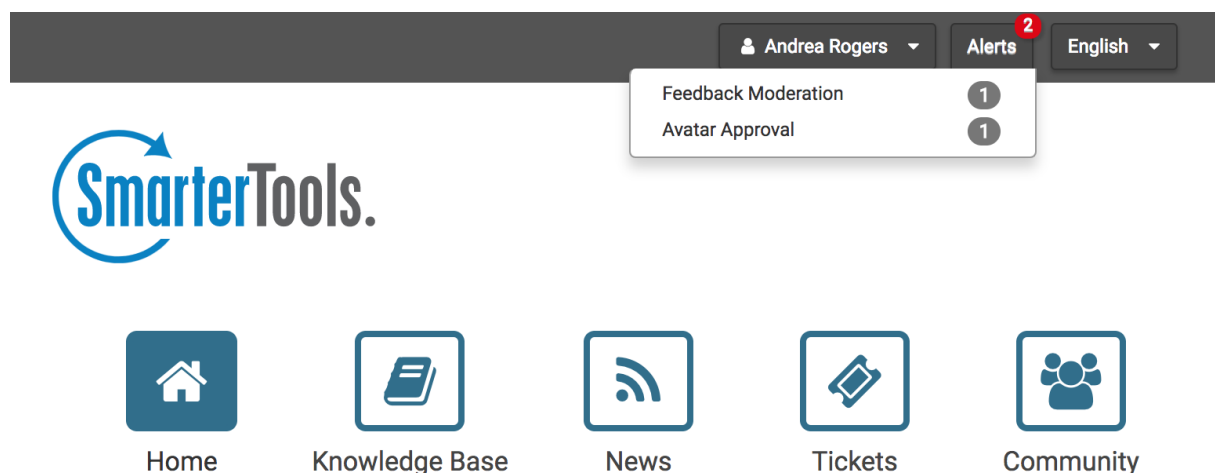 Andrea Rogers
Alerts
2
English
Feedback Moderation 1
Avatar Approval 1
SmarterTools.
Home
Knowledge Base
News
Tickets
Community